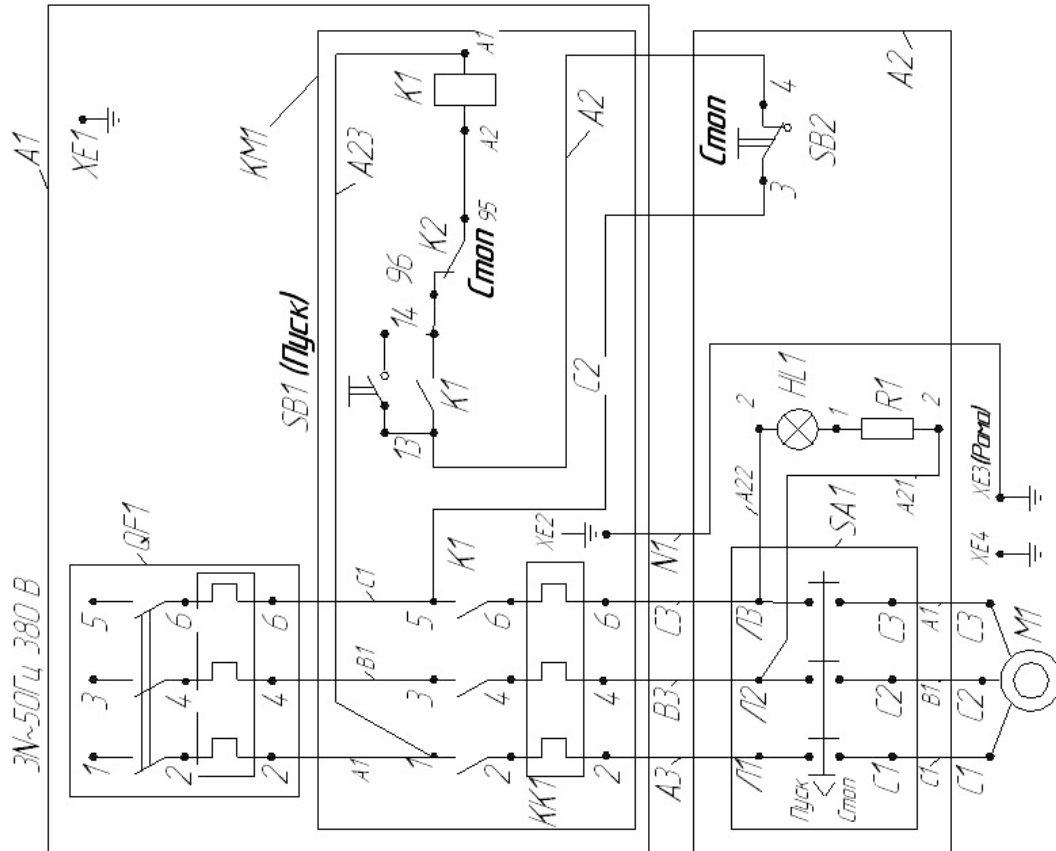 3N~50Гц 380 В
A1
XE1
QF1
1
3
5
2
4
6
2
4
6
A1
B1
C1
KM1
SB1 (Пуск)
A23
K1
A1
A2
K2
95
96
Стоп
14
13
K1
A2
C2
1
3
5
K1
2
4
6
KK1
2
4
6
XE2
A3
B3
C3
N1
A2
Стоп
SB2
3
4
Л1
Л2
Л3
SA1
Пуск
Стоп
A22
A21
2
HL1
1
R1
2
C1
C2
C3
C1
B1
A1
C1
C2
C3
M1
XE4
XE3 (Рама)